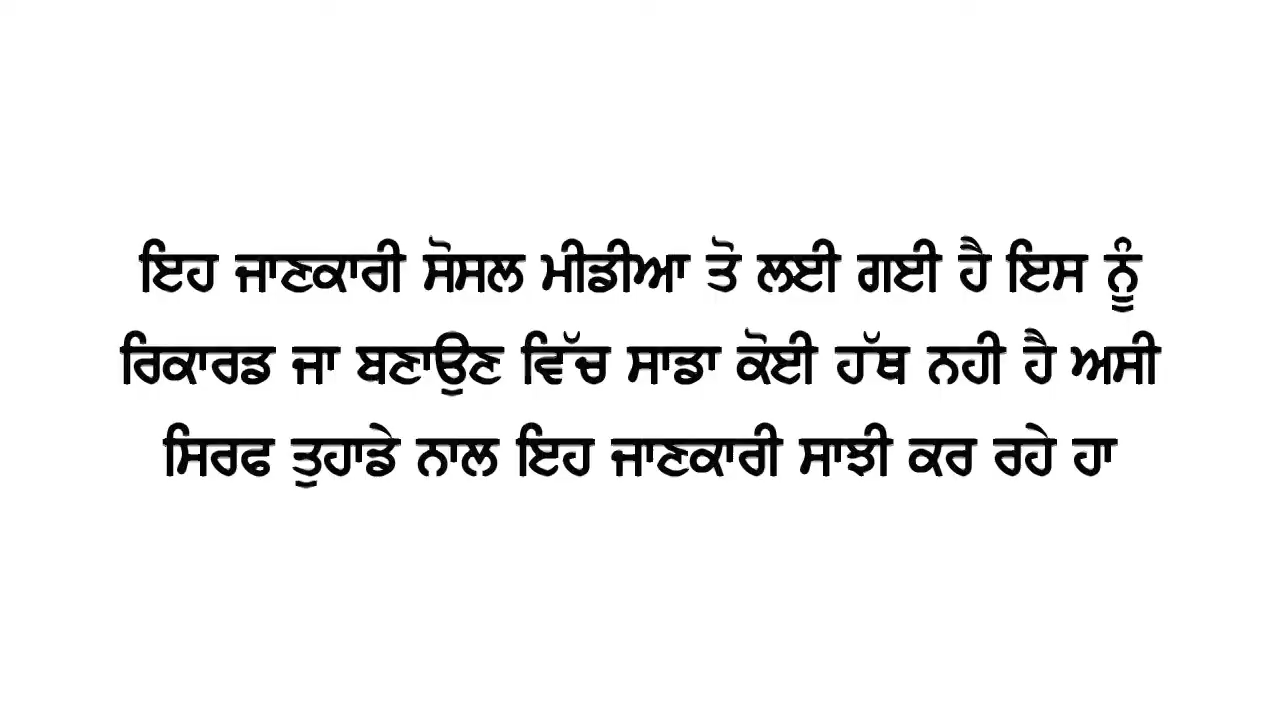 ਇਹ ਜਾਣਕਾਰੀ ਸੋਸਲ ਮੀਡੀਆ ਤੋ ਲਈ ਗਈ ਹੈ ਇਸ ਨੂੰ
ਰਿਕਾਰਡ ਜਾ ਬਣਾਉਣ ਵਿੱਚ ਸਾਡਾ ਕੋਈ ਹੱਥ ਨਹੀ ਹੈ ਅਸੀ
ਸਿਰਫ ਤੁਹਾਡੇ ਨਾਲ ਇਹ ਜਾਣਕਾਰੀ ਸਾਝੀ ਕਰ ਰਹੇ ਹਾ